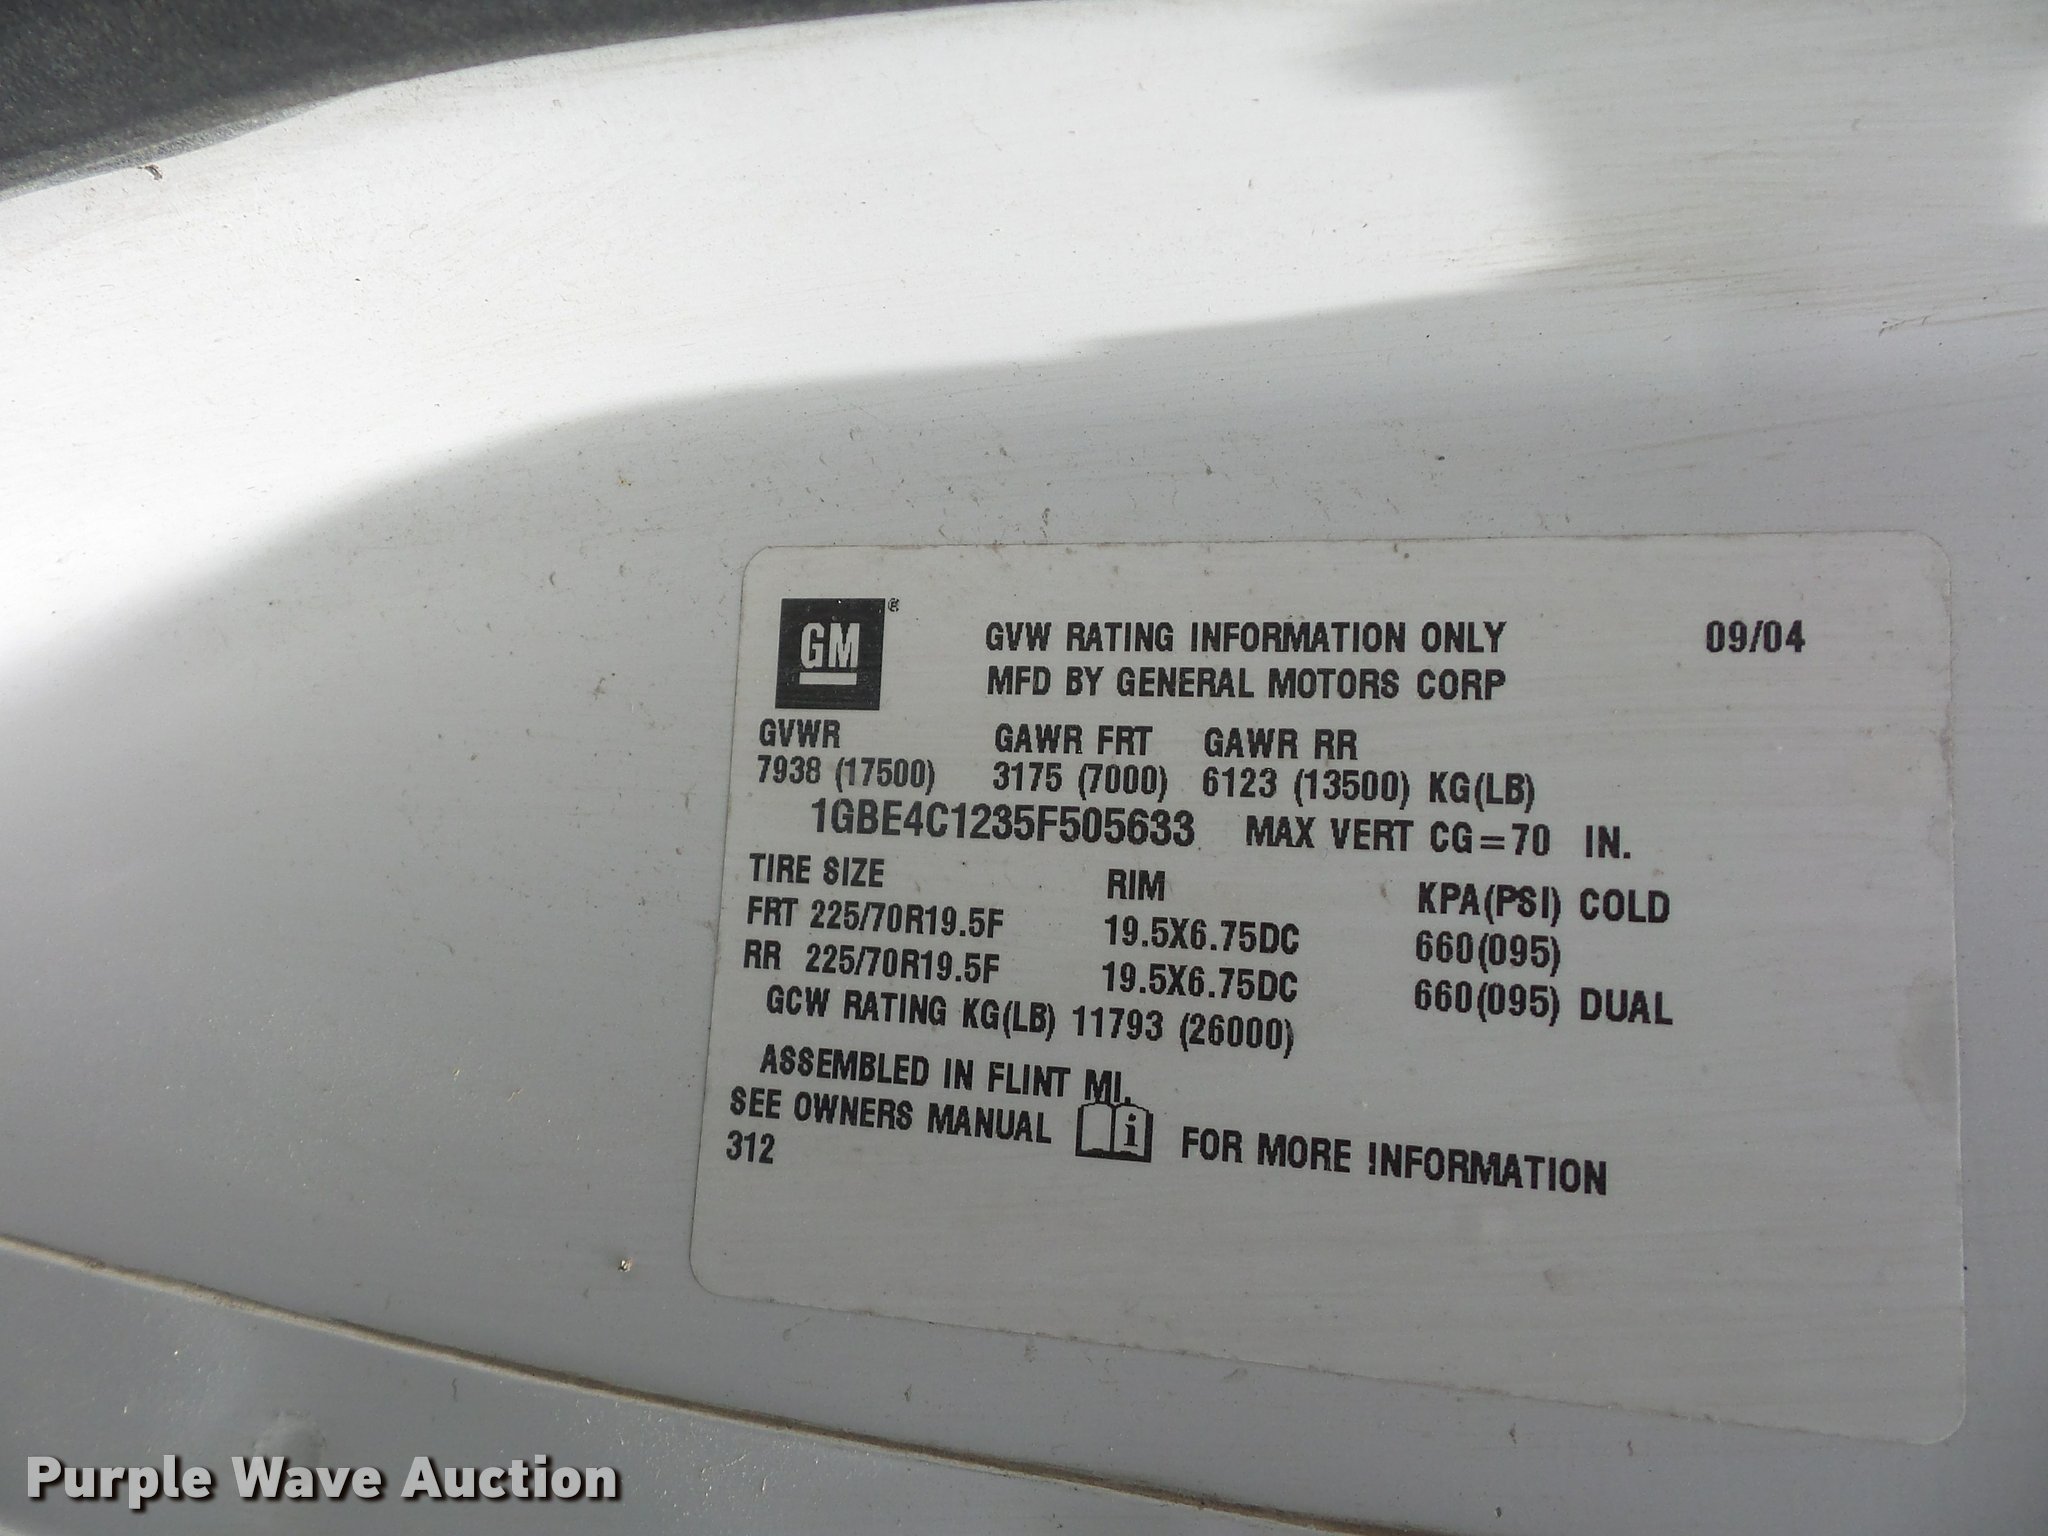 GM ®
GVW RATING INFORMATION ONLY 09/04
MFD BY GENERAL MOTORS CORP
GVWR GAWR FRT GAWR RR
7938 (17500) 3175 (7000) 6123 (13500) KG(LB)
1GBE4C1235F505633 MAX VERT CG=70 IN.
TIRE SIZE RIM KPA(PSI) COLD
FRT 225/70R19.5F 19.5X6.75DC 660(095)
RR 225/70R19.5F 19.5X6.75DC 660(095) DUAL
GCW RATING KG(LB) 11793 (26000)
ASSEMBLED IN FLINT MI.
SEE OWNERS MANUAL i FOR MORE INFORMATION
312
Purple Wave Auction